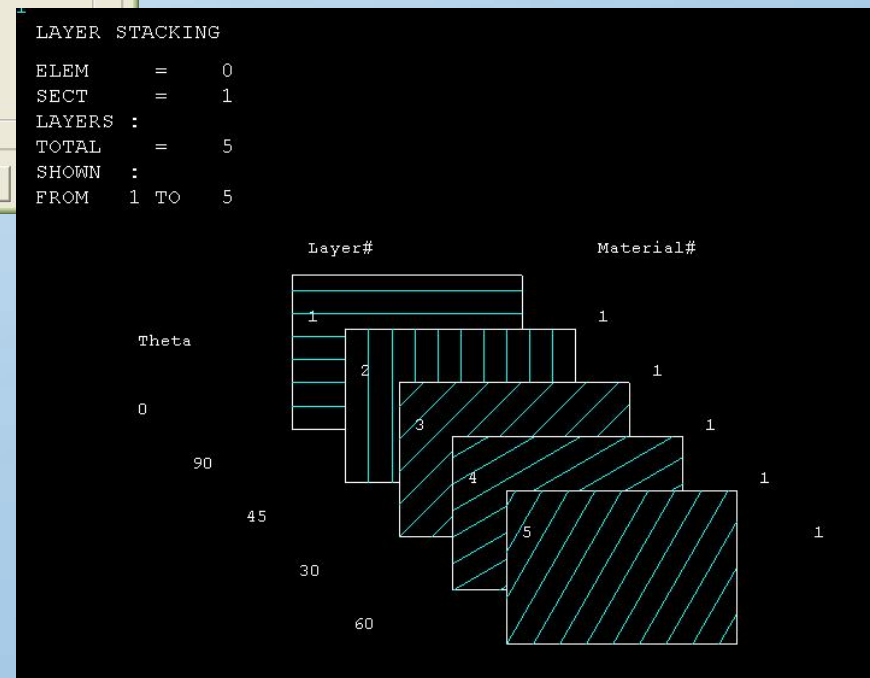 1
LAYER STACKING
ELEM = 0
SECT = 1
LAYERS :
TOTAL = 5
SHOWN :
FROM 1 TO 5
Layer# Material#
1 1
Theta
2 1
0
3 1
90
4 1
45
5 1
30
60